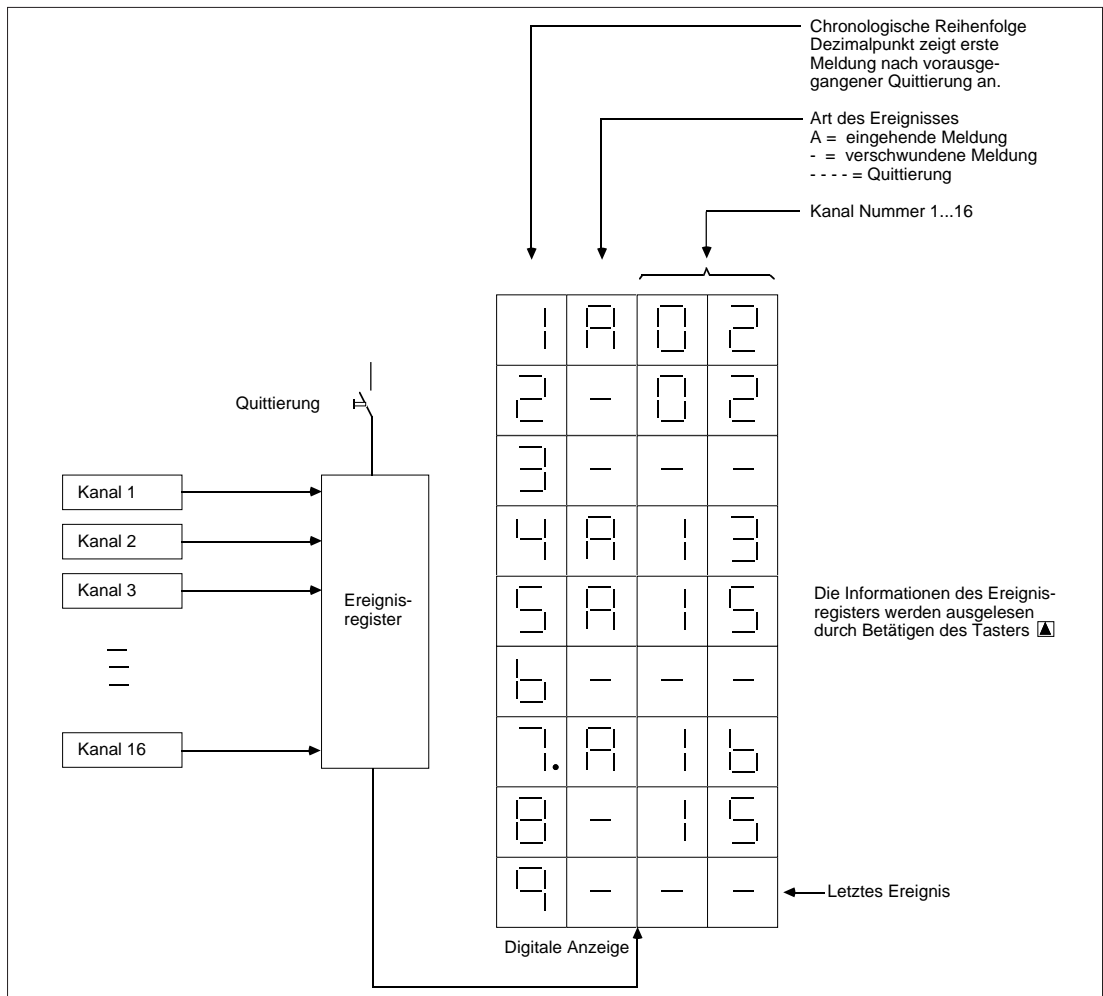 Chronologische Reihenfolge
Dezimalpunkt zeigt erste
Meldung nach vorausge-
gangener Quittierung an.
Art des Ereignisses
A = eingehende Meldung
- = verschwundene Meldung
- - - - = Quittierung
Kanal Nummer 1...16
1 A 0 2
2 - 0 2
3 - - -
4 A 1 3
5 A 1 5
6 - - -
7. A 1 6
8 - 1 5
9 - - -
Quittierung
Kanal 1
Kanal 2
Kanal 3
Kanal 16
Ereignis-
register
Die Informationen des Ereignis-
registers werden ausgelesen
durch Betätigen des Tasters
Letztes Ereignis
Digitale Anzeige